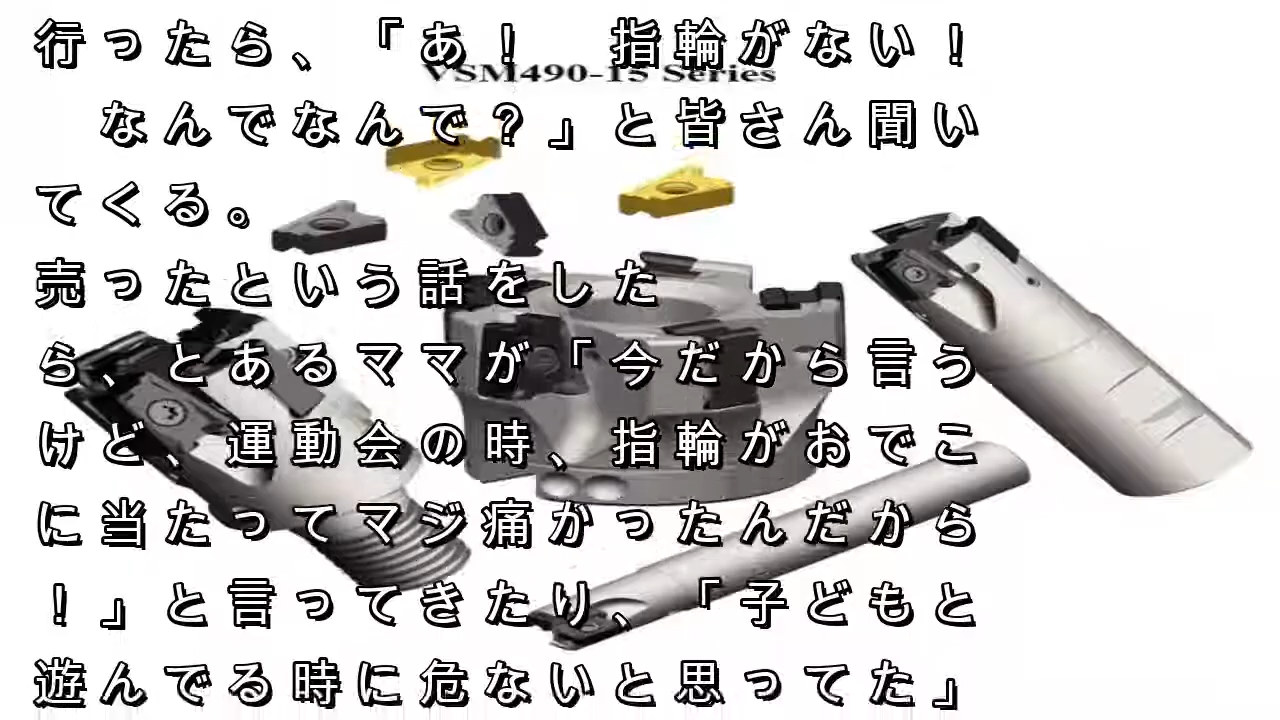 行ったら、「あ！　指輪がない！
VSM490-15 Series
　なんでなんで？」と皆さん聞い
てくる。
売ったという話をした
ら、とあるママが「今だから言う
けど、運動会の時、指輪がおでこ
に当たってマジ痛かったんだから
！」と言ってきたり、「子どもと
遊んでる時に危ないと思ってた」